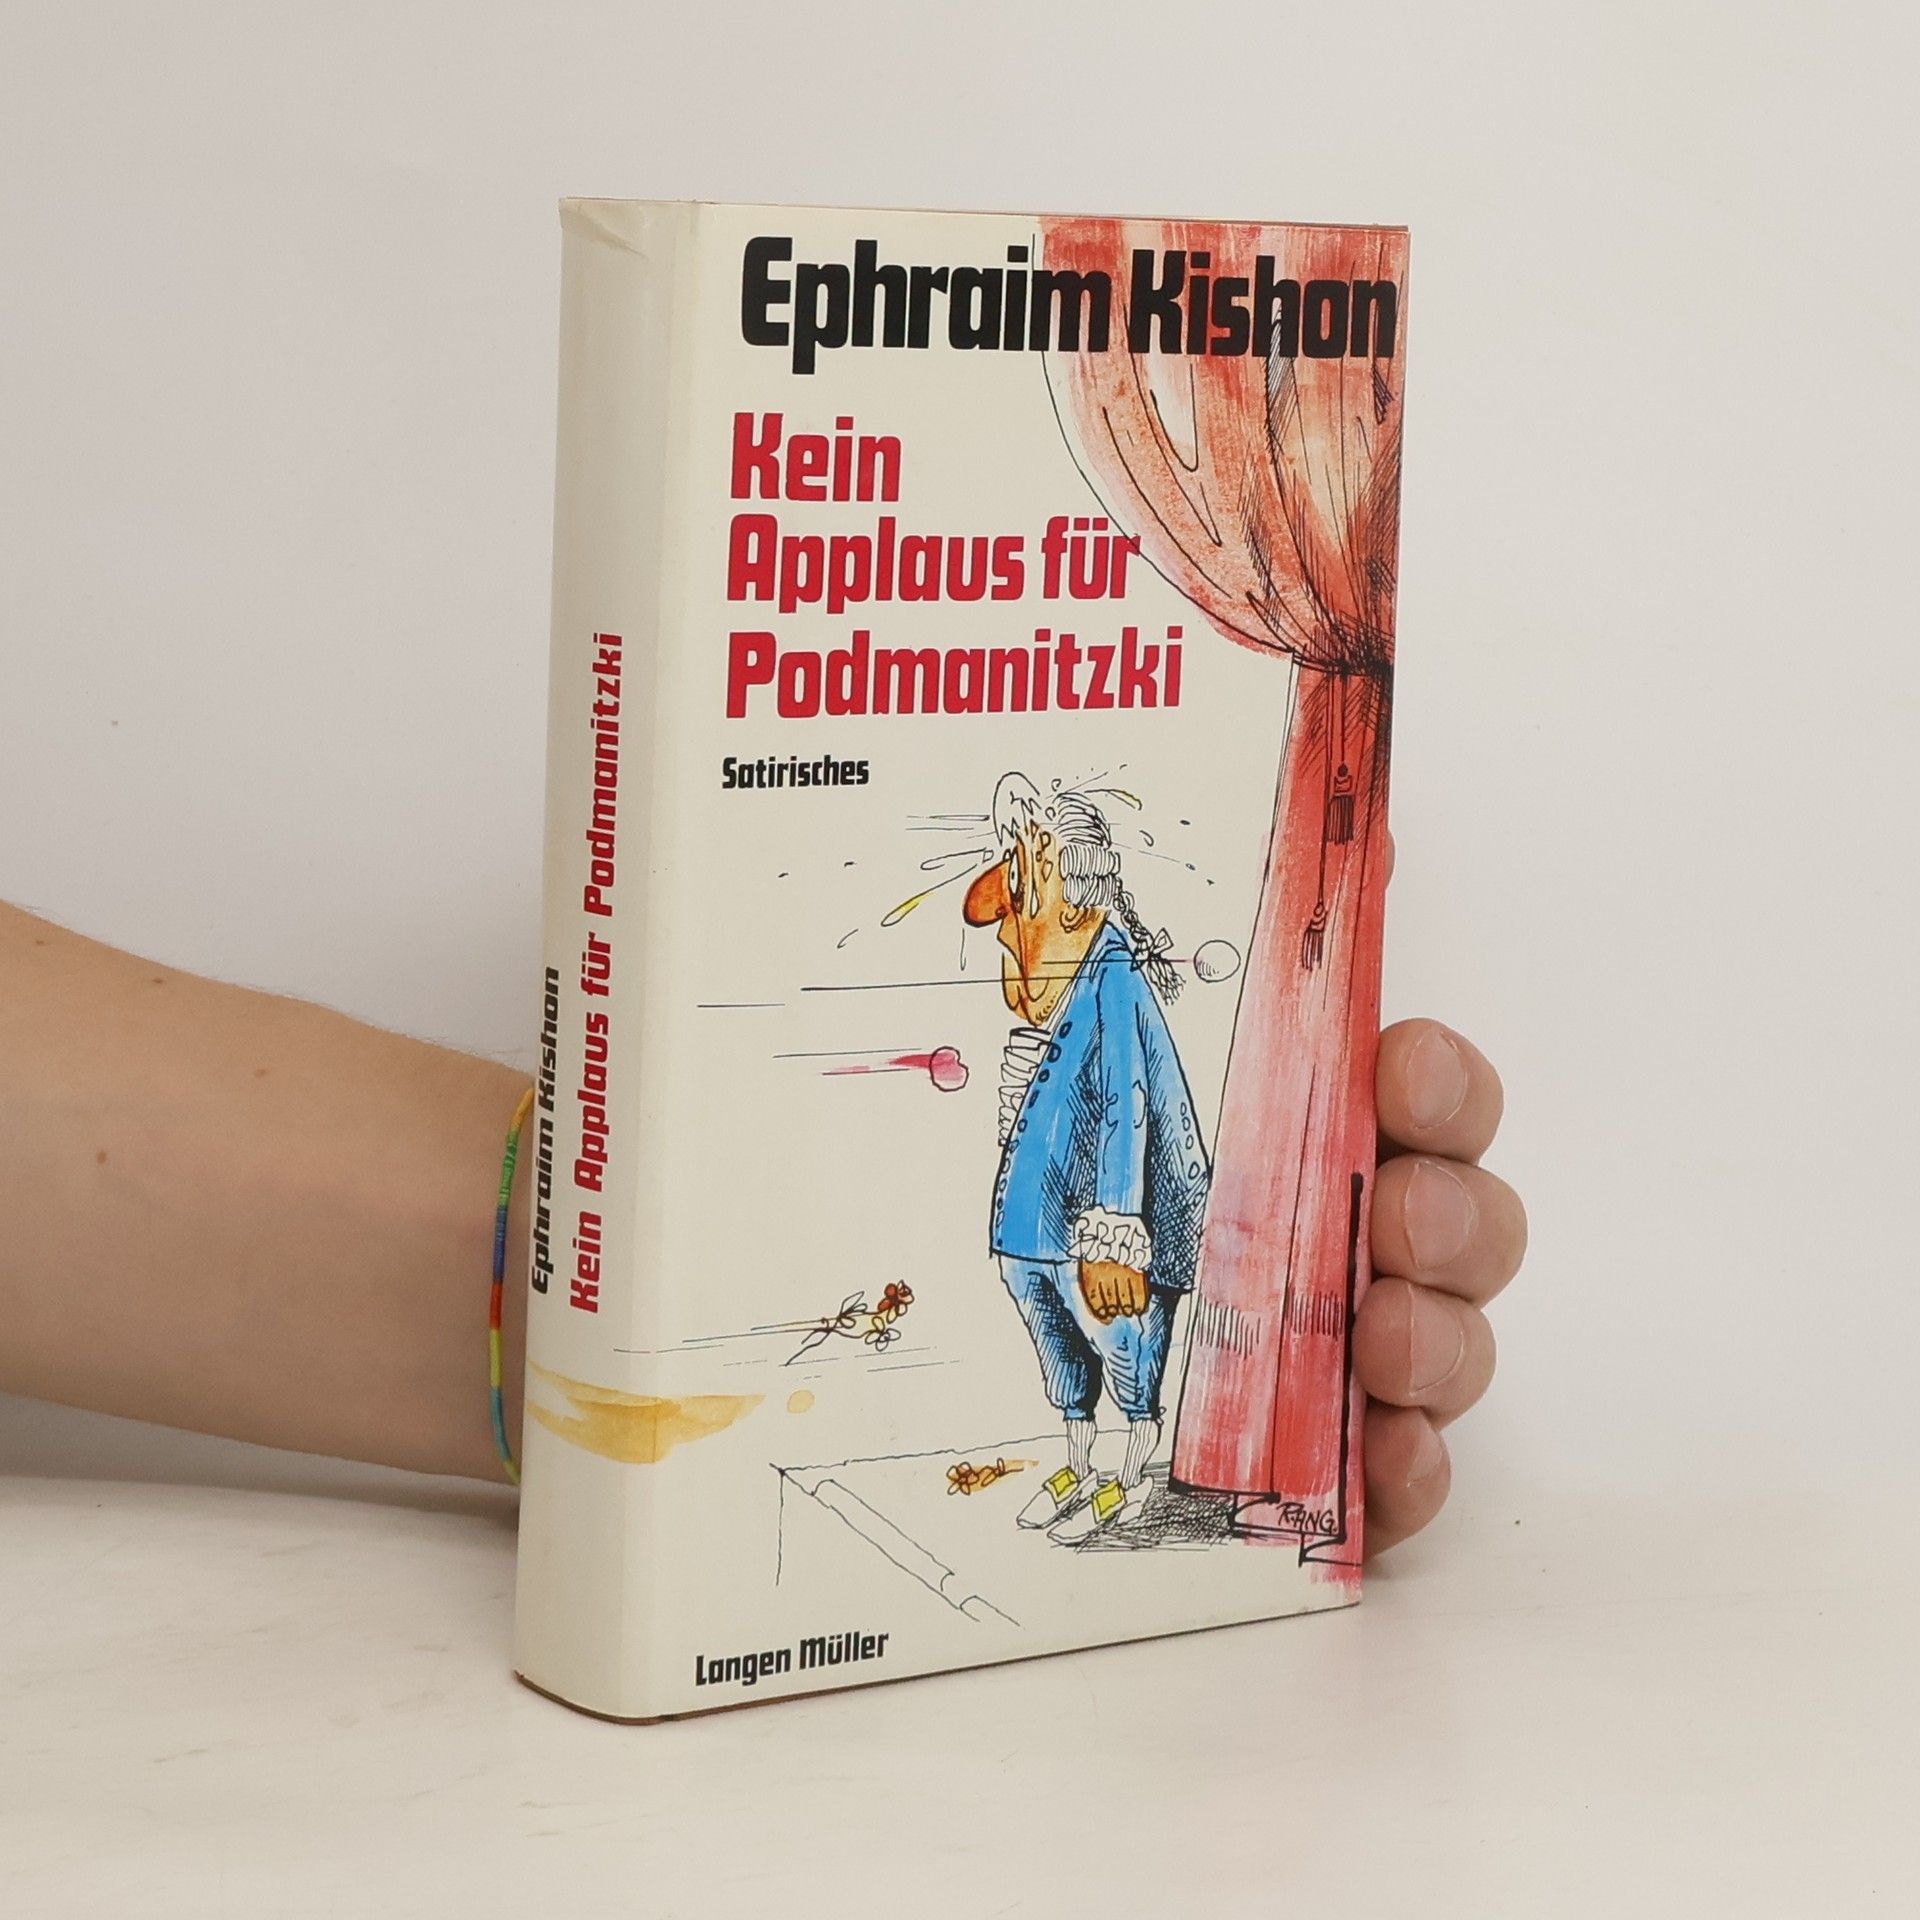 Ephraim Kishon
Kein
Applaus für
Podmanitzki
Satirisches
RANG.
Langen Müller
Ephraim Kishon
Kein Applaus für Podmanitzki